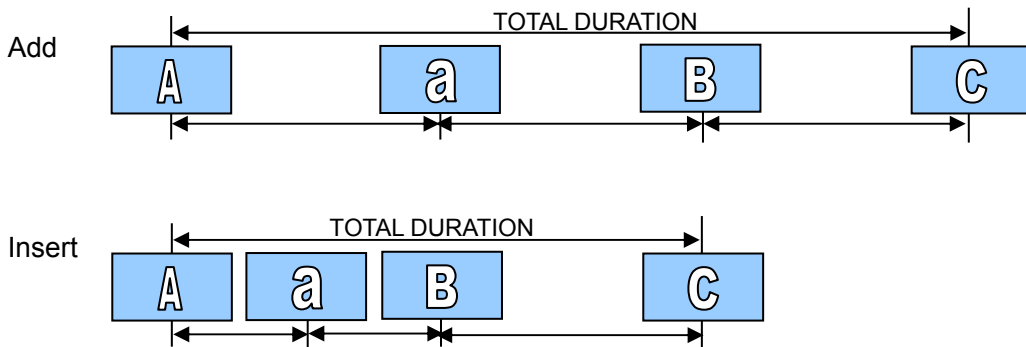 TOTAL DURATION
Add
A a B C
TOTAL DURATION
Insert
A a B C